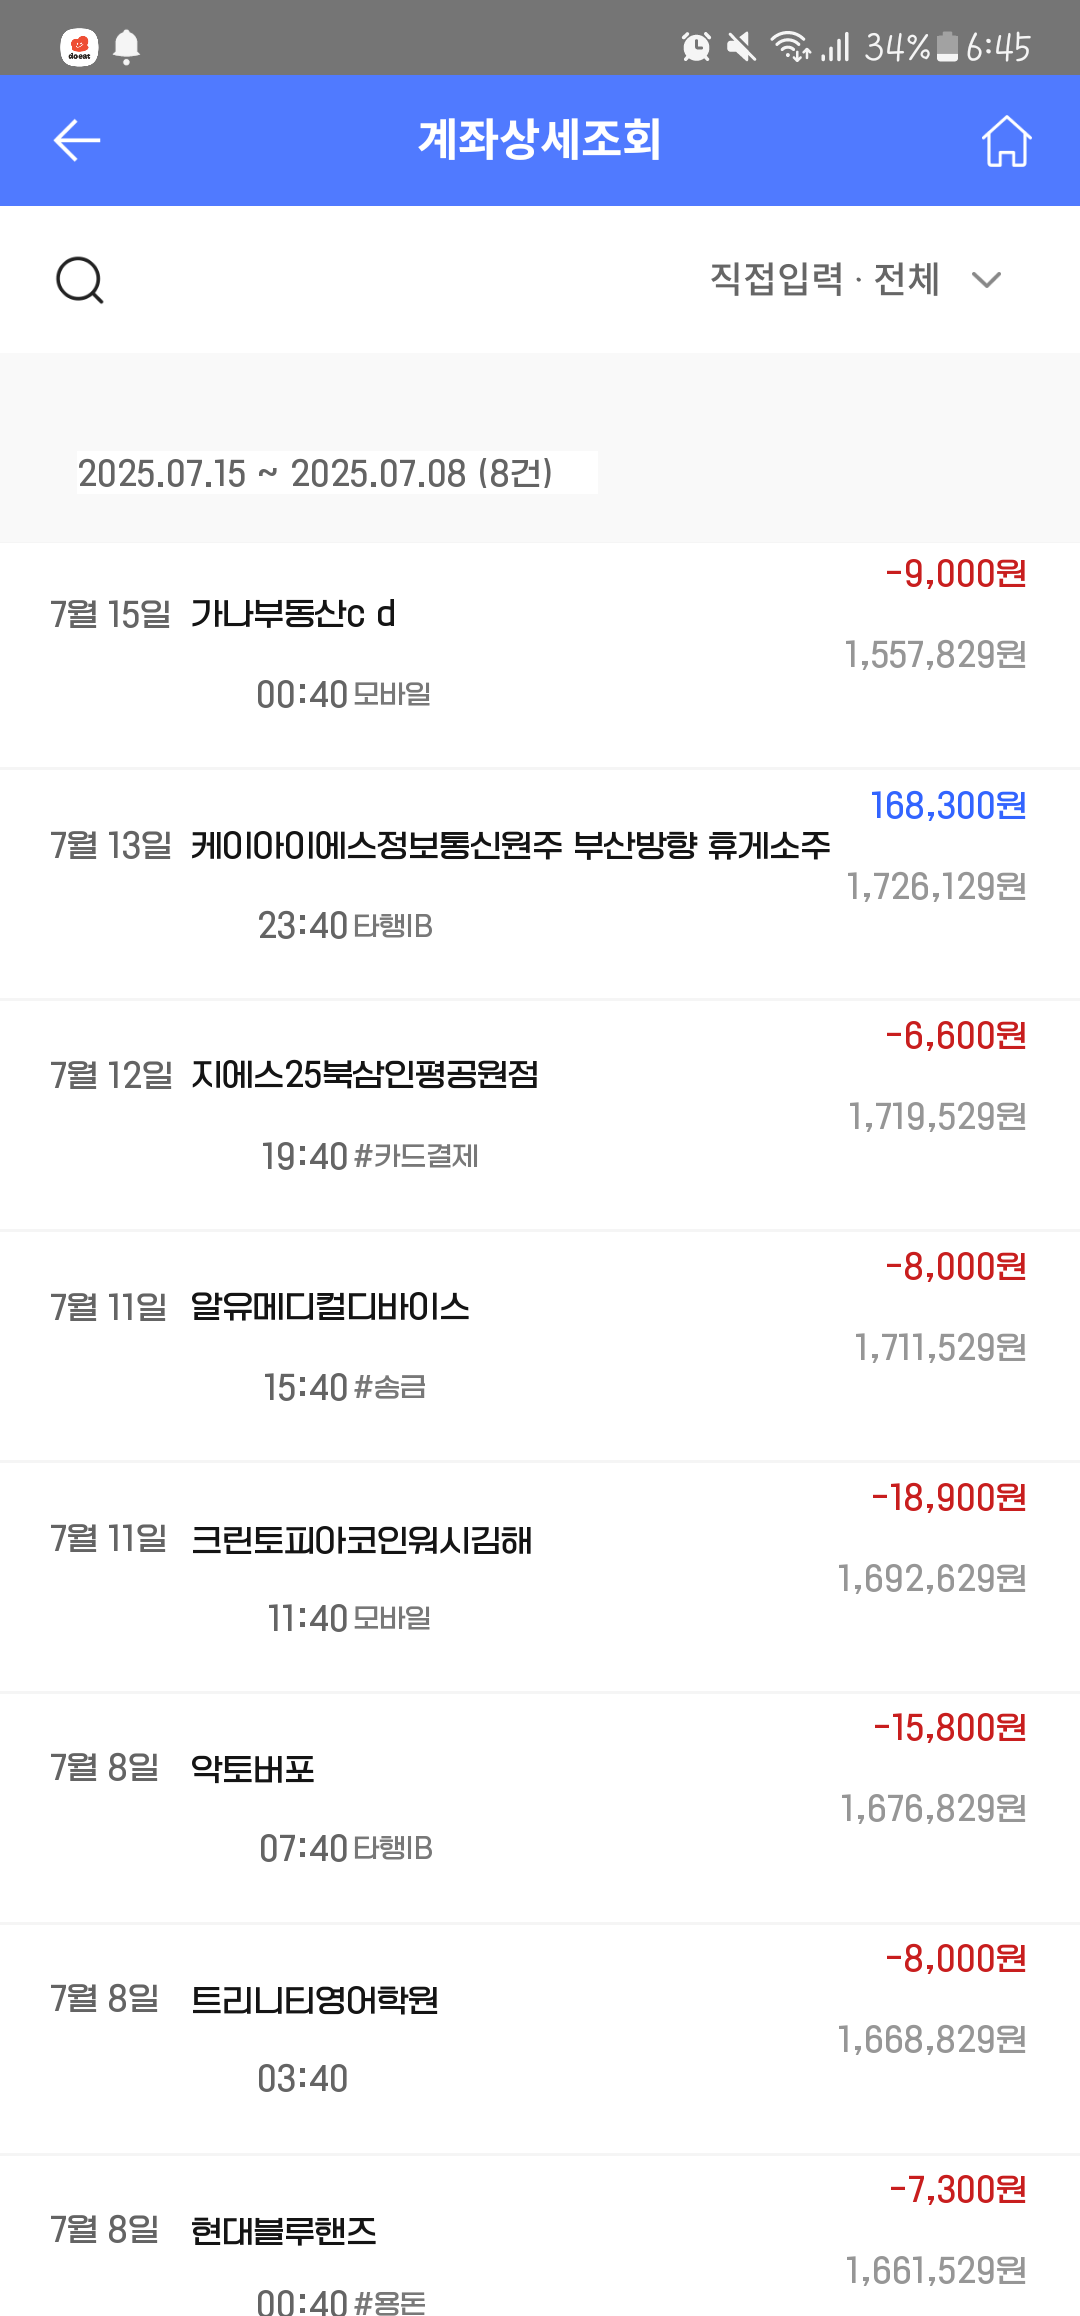 doeat
34% 6:45
계좌상세조회
직접입력 · 전체
2025.07.15 ~ 2025.07.08 (8건)
-9,000원
7월 15일 가나부동산c d
1,557,829원
00:40 모바일
168,300원
7월 13일 케이아이에스정보통신원주 부산방향 휴게소주
1,726,129원
23:40 타행IB
-6,600원
7월 12일 지에스25북삼인평공원점
1,719,529원
19:40 #카드결제
-8,000원
7월 11일 알유메디컬디바이스
1,711,529원
15:40 #송금
-18,900원
7월 11일 크린토피아코인워시김해
1,692,629원
11:40 모바일
-15,800원
7월 8일 악토버포
1,676,829원
07:40 타행IB
-8,000원
7월 8일 트리니티영어학원
1,668,829원
03:40
-7,300원
7월 8일 현대블루핸즈
1,661,529원
00:40 #용돈